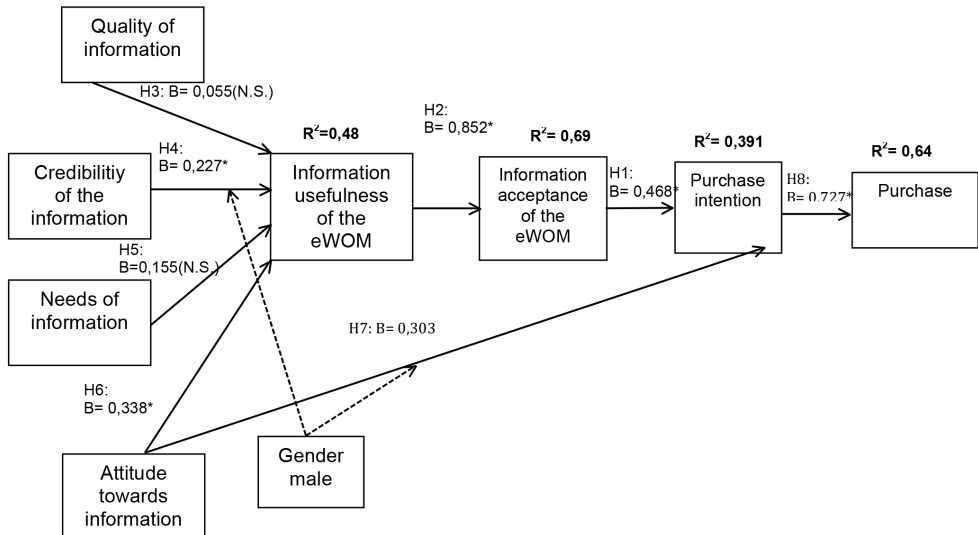 Quality of
information
H3: B= 0,055(N.S.)
H4:
B= 0,227*
Credibilitiy
of the
information
H5:
B=0,155(N.S.)
Needs of
information
H6:
B= 0,338*
Attitude
towards
information
Gender
male
H7: B= 0,303
R²=0,48
Information
usefulness
of the
eWOM
H2:
B= 0,852*
R²= 0,69
Information
acceptance
of the
eWOM
H1:
B= 0,468*
R²= 0,391
Purchase
intention
H8:
B= 0,727*
R²= 0,64
Purchase